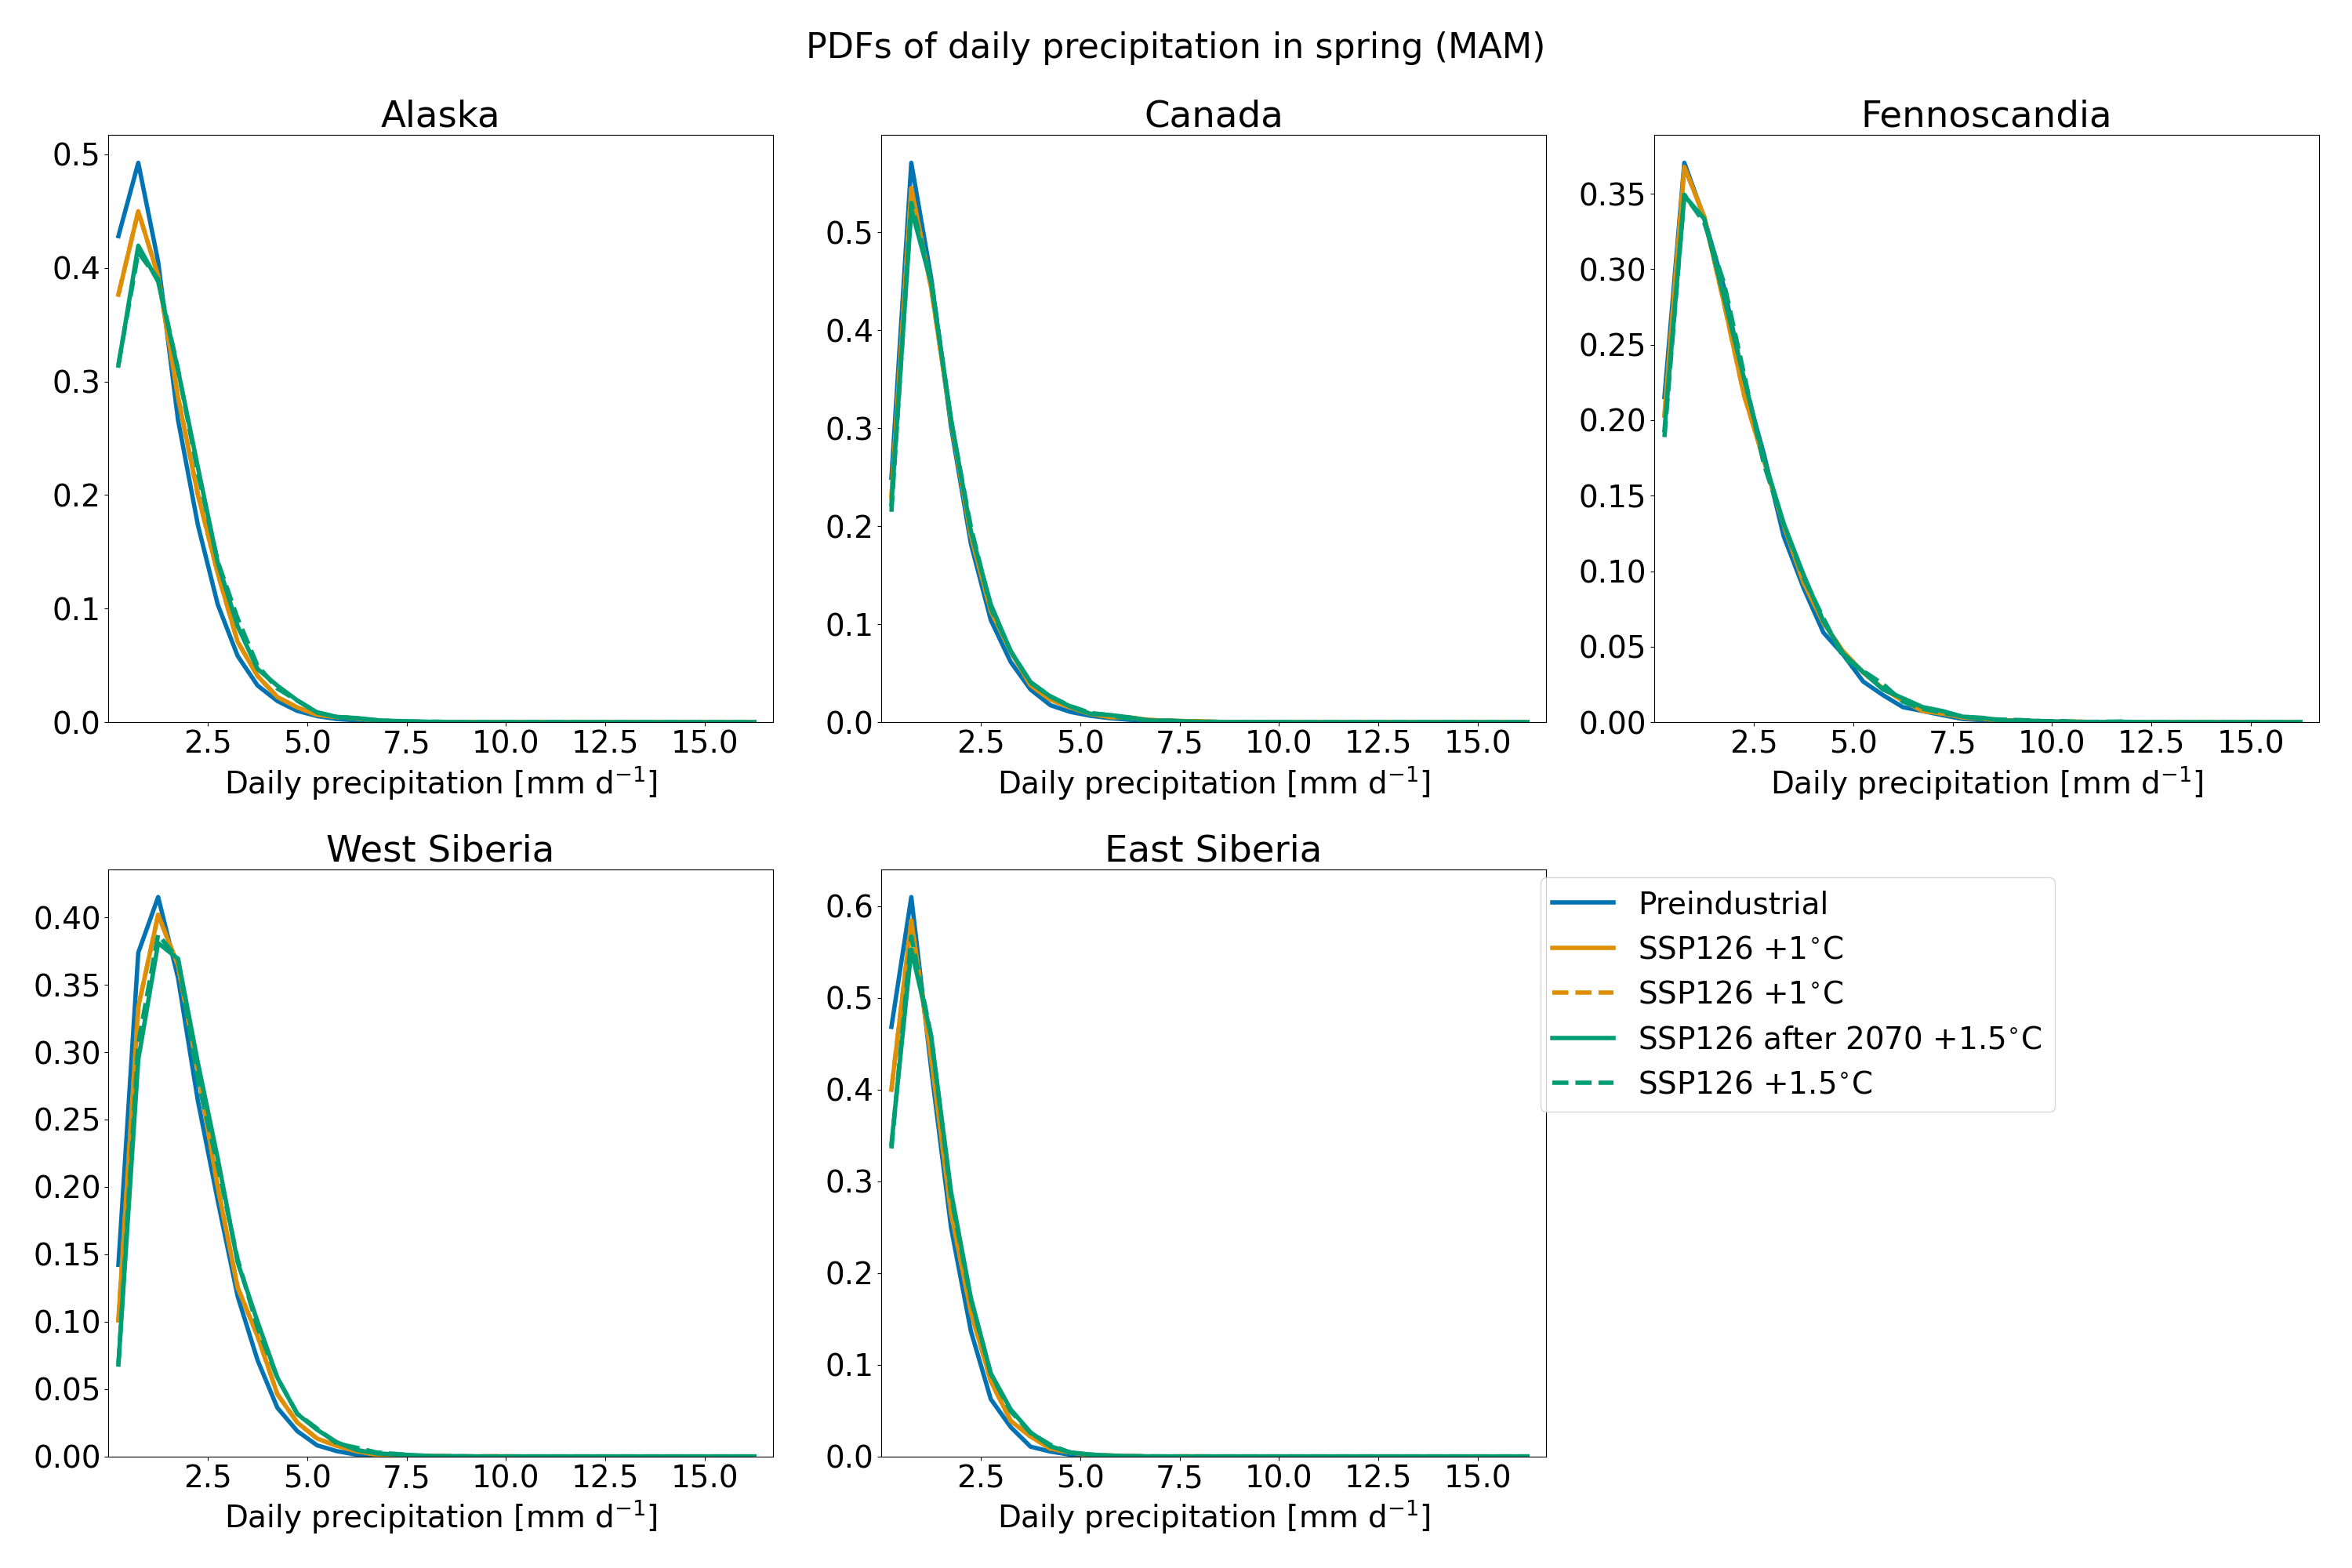 PDFs of daily precipitation in spring (MAM)
Alaska
0.5
0.4
0.3
0.2
0.1
0.0
2.5 5.0 7.5 10.0 12.5 15.0
Daily precipitation [mm d⁻¹]
Canada
0.5
0.4
0.3
0.2
0.1
0.0
2.5 5.0 7.5 10.0 12.5 15.0
Daily precipitation [mm d⁻¹]
Fennoscandia
0.35
0.30
0.25
0.20
0.15
0.10
0.05
0.00
2.5 5.0 7.5 10.0 12.5 15.0
Daily precipitation [mm d⁻¹]
West Siberia
0.40
0.35
0.30
0.25
0.20
0.15
0.10
0.05
0.00
2.5 5.0 7.5 10.0 12.5 15.0
Daily precipitation [mm d⁻¹]
East Siberia
0.6
0.5
0.4
0.3
0.2
0.1
0.0
2.5 5.0 7.5 10.0 12.5 15.0
Daily precipitation [mm d⁻¹]
Preindustrial
SSP126 +1°C
SSP126 +1°C
SSP126 after 2070 +1.5°C
SSP126 +1.5°C